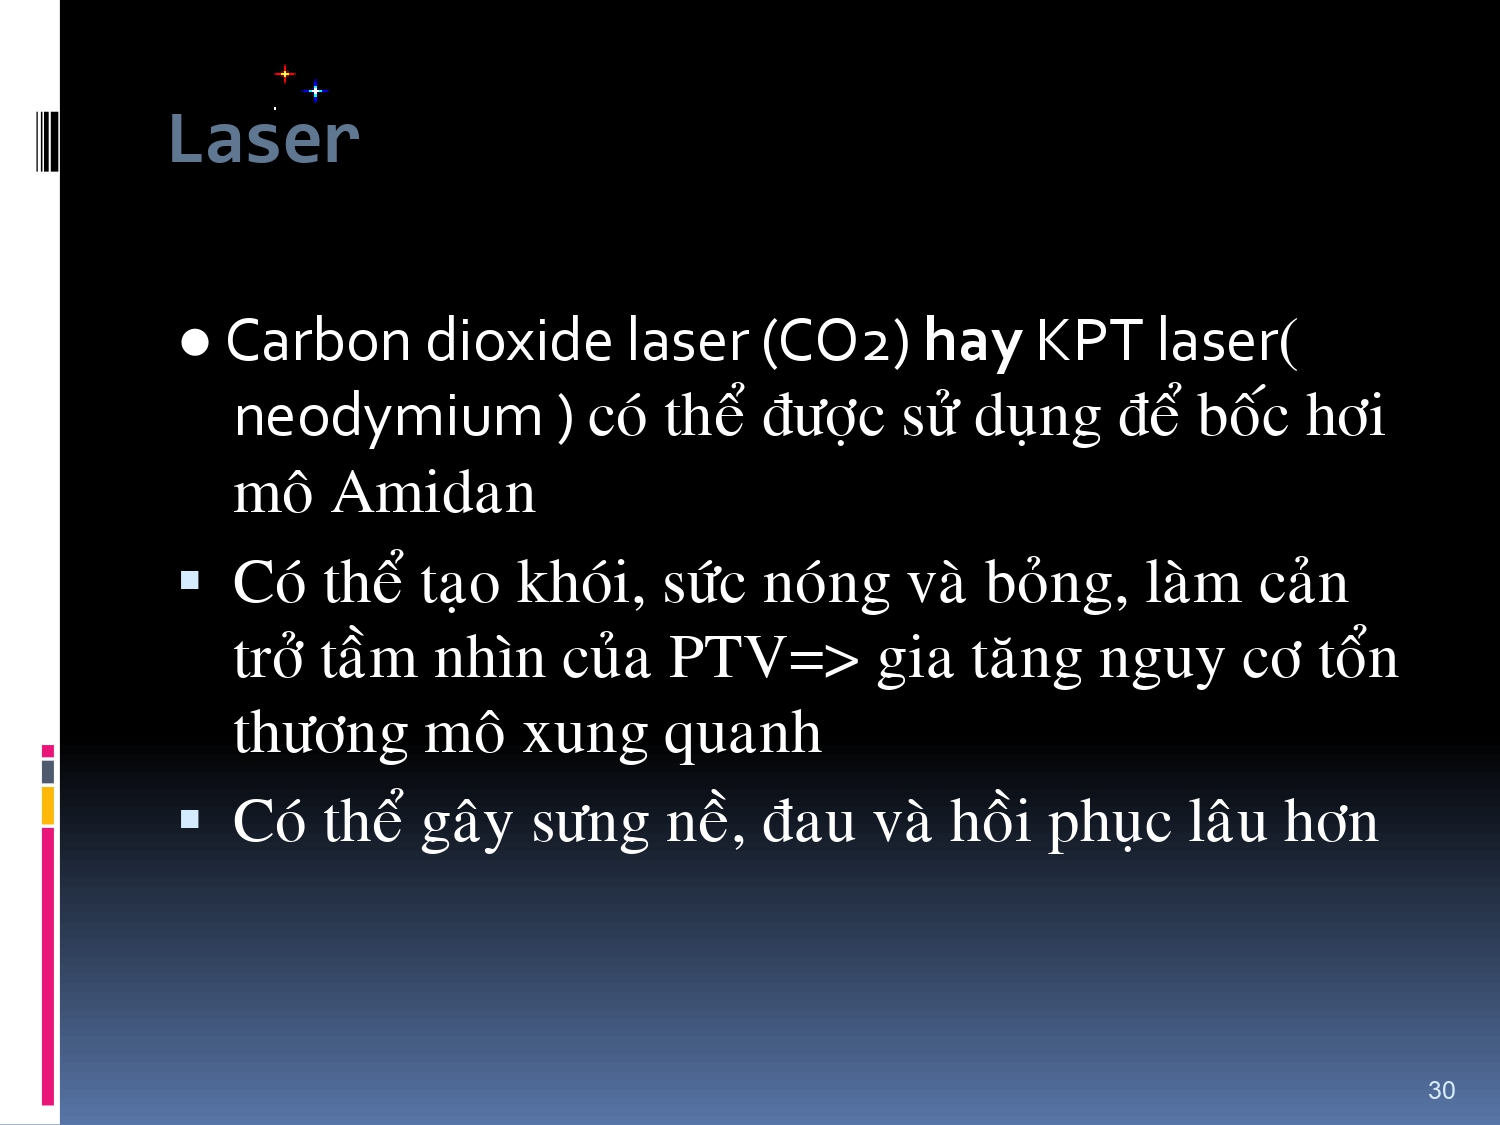 Laser
● Carbon dioxide laser (CO2) hay KPT laser(
neodymium ) có thể được sử dụng để bốc hơi
mô Amidan
▪ Có thể tạo khói, sức nóng và bỏng, làm cản
trở tầm nhìn của PTV=> gia tăng nguy cơ tổn
thương mô xung quanh
▪ Có thể gây sưng nề, đau và hồi phục lâu hơn
30